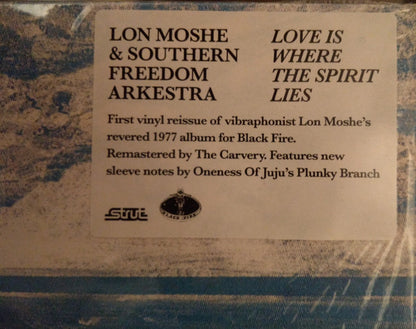 LON MOSHE
& SOUTHERN
FREEDOM
ARKESTRA
LOVE IS
WHERE
THE SPIRIT
LIES
First vinyl reissue of vibraphonist Lon Moshe's
revered 1977 album for Black Fire.
Remastered by The Carvery. Features new
sleeve notes by Oneness Of Juju's Plunky Branch
strut
BLACK FIRE